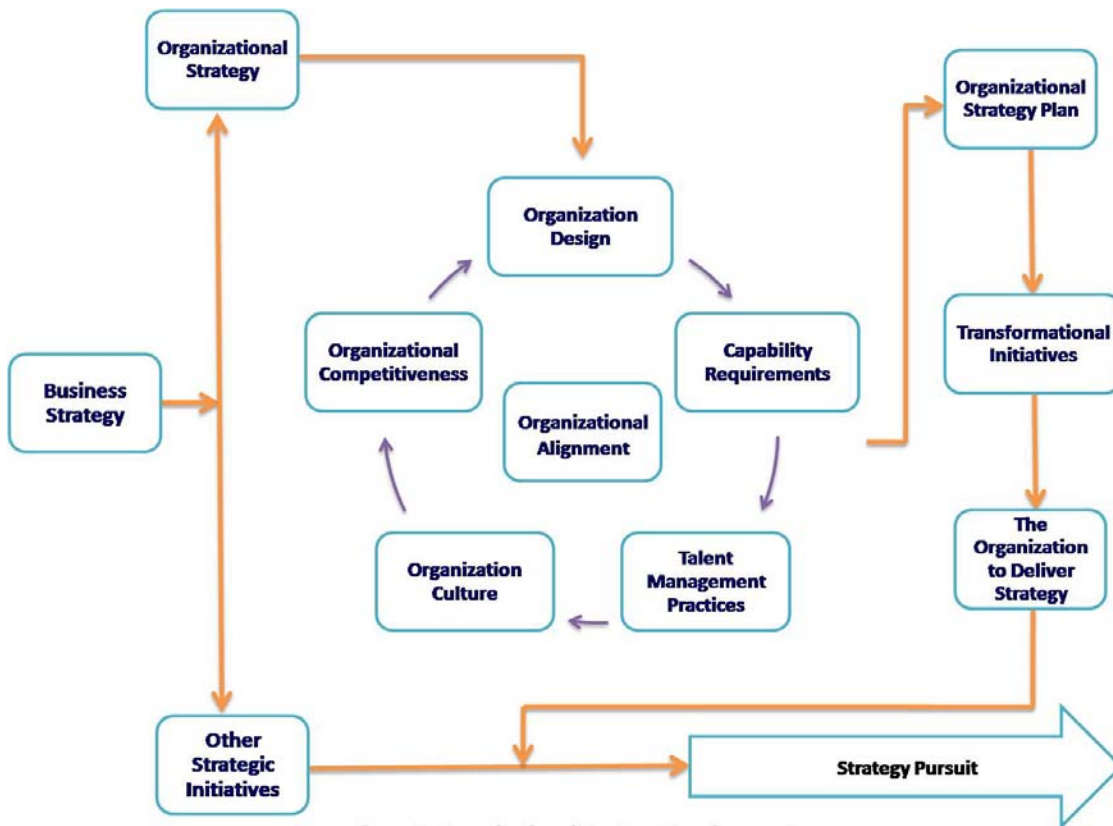 Organizational
Strategy
Organizational
Strategy Plan
Organization
Design
Organizational
Competitiveness
Capability
Requirements
Transformational
Initiatives
Business
Strategy
Organizational
Alignment
The
Organization
to Deliver
Strategy
Organization
Culture
Talent
Management
Practices
Other
Strategic
Initiatives
Strategy Pursuit